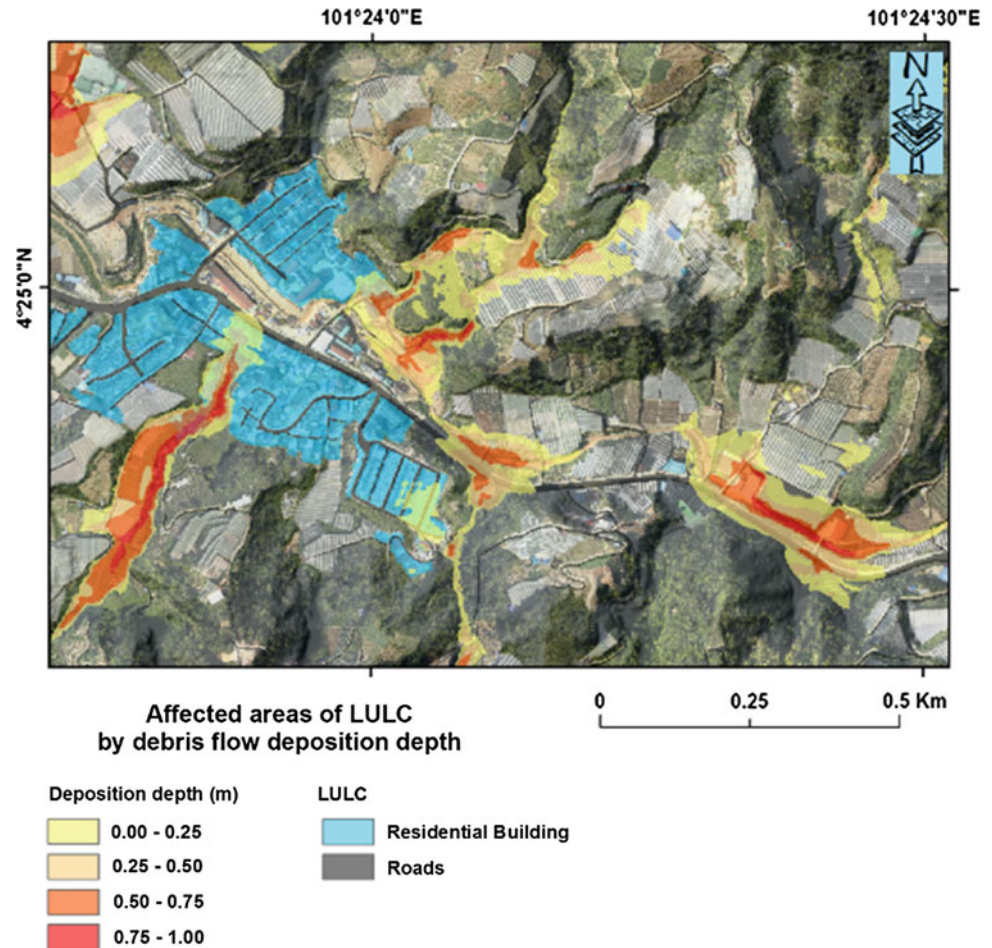 101°24'0"E
101°24'30"E
N
4°25'0"N
0
0.25
0.5 Km
Affected areas of LULC
by debris flow deposition depth
Deposition depth (m)
LULC
0.00 - 0.25
Residential Building
0.25 - 0.50
Roads
0.50 - 0.75
0.75 - 1.00